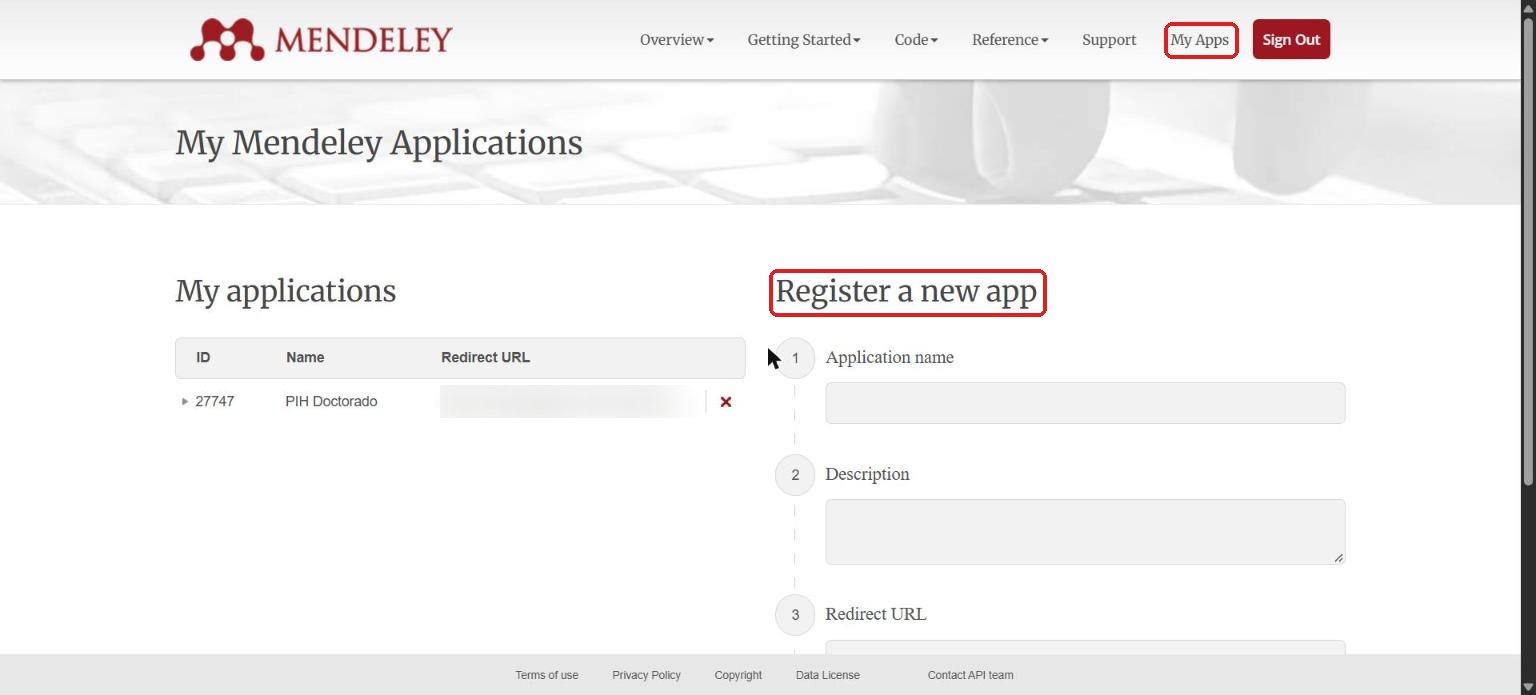 MENDELEY
Overview Getting Started Code Reference Support My Apps Sign Out
My Mendeley Applications
My applications
ID Name Redirect URL
27747 PIH Doctorado
Register a new app
1 Application name
2 Description
3 Redirect URL
Terms of use Privacy Policy Copyright Data License Contact API team